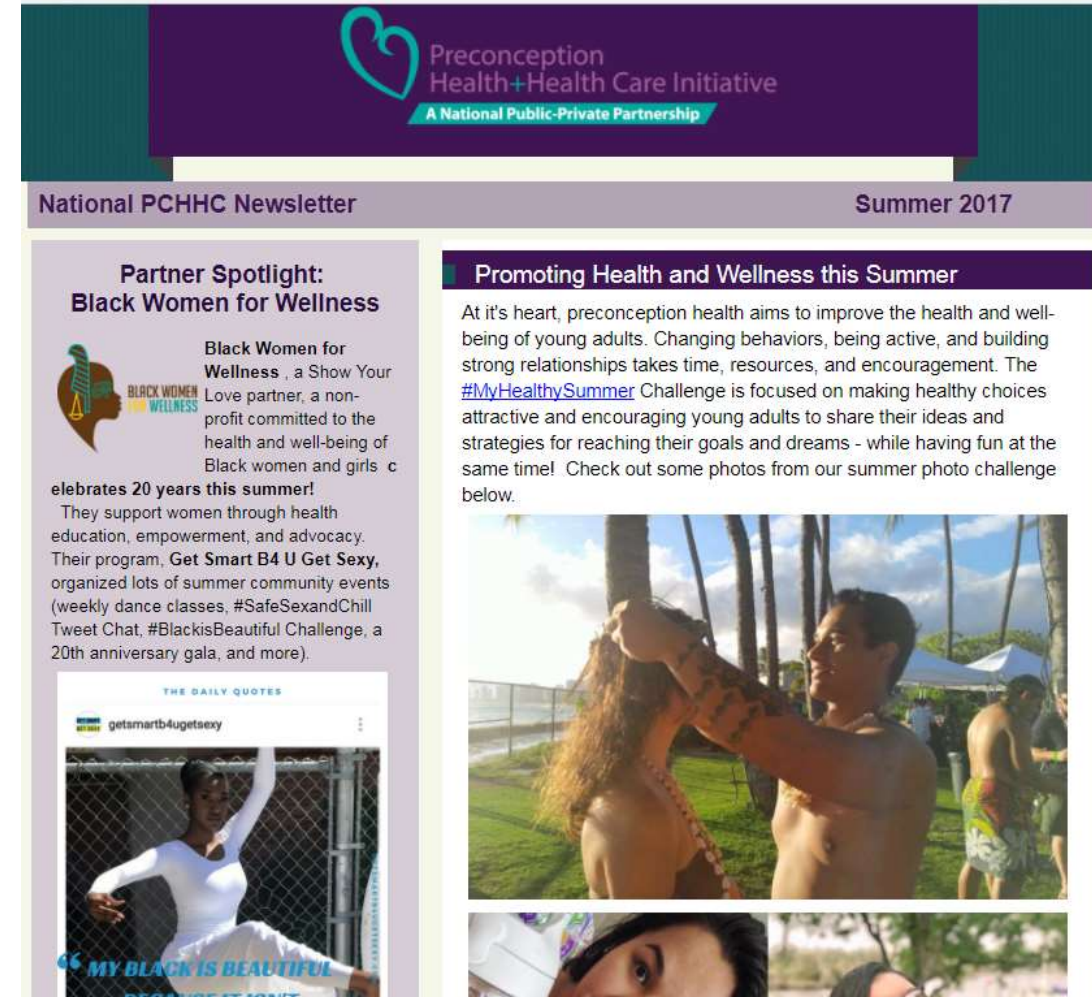 Preconception
Health+Health Care Initiative
A National Public-Private Partnership
National PCHHC Newsletter
Summer 2017
Partner Spotlight:
Black Women for Wellness
BLACK WOMEN
FOR WELLNESS
Black Women for
Wellness , a Show Your
Love partner, a non-
profit committed to the
health and well-being of
Black women and girls c
elebrates 20 years this summer!
They support women through health
education, empowerment, and advocacy.
Their program, Get Smart B4 U Get Sexy,
organized lots of summer community events
(weekly dance classes, #SafeSexandChill
Tweet Chat, #BlackisBeautiful Challenge, a
20th anniversary gala, and more).
THE DAILY QUOTES
getsmartb4ugetsexy
“ MY BLACK IS BEAUTIFUL
BECAUSE IT ISN'T
Promoting Health and Wellness this Summer
At it's heart, preconception health aims to improve the health and well-
being of young adults. Changing behaviors, being active, and building
strong relationships takes time, resources, and encouragement. The
#MyHealthySummer Challenge is focused on making healthy choices
attractive and encouraging young adults to share their ideas and
strategies for reaching their goals and dreams - while having fun at the
same time! Check out some photos from our summer photo challenge
below.